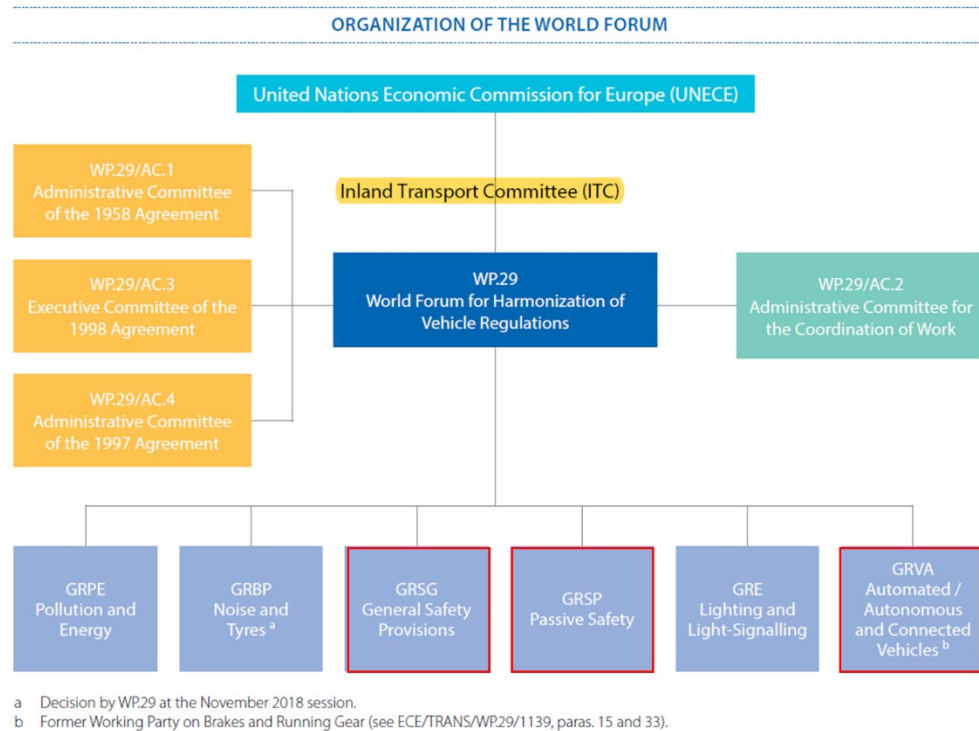 ORGANIZATION OF THE WORLD FORUM
United Nations Economic Commission for Europe (UNECE)
WP.29/AC.1
Administrative Committee
of the 1958 Agreement
Inland Transport Committee (ITC)
WP.29/AC.3
Executive Committee of the
1998 Agreement
WP.29
World Forum for Harmonization of
Vehicle Regulations
WP.29/AC.2
Administrative Committee for
the Coordination of Work
WP.29/AC.4
Administrative Committee
of the 1997 Agreement
GRPE
Pollution and
Energy
GRBP
Noise and
Tyres a
GRSG
General Safety
Provisions
GRSP
Passive Safety
GRE
Lighting and
Light-Signalling
GRVA
Automated /
Autonomous
and Connected
Vehicles b
a Decision by WP.29 at the November 2018 session.
b Former Working Party on Brakes and Running Gear (see ECE/TRANS/WP.29/1139, paras. 15 and 33).